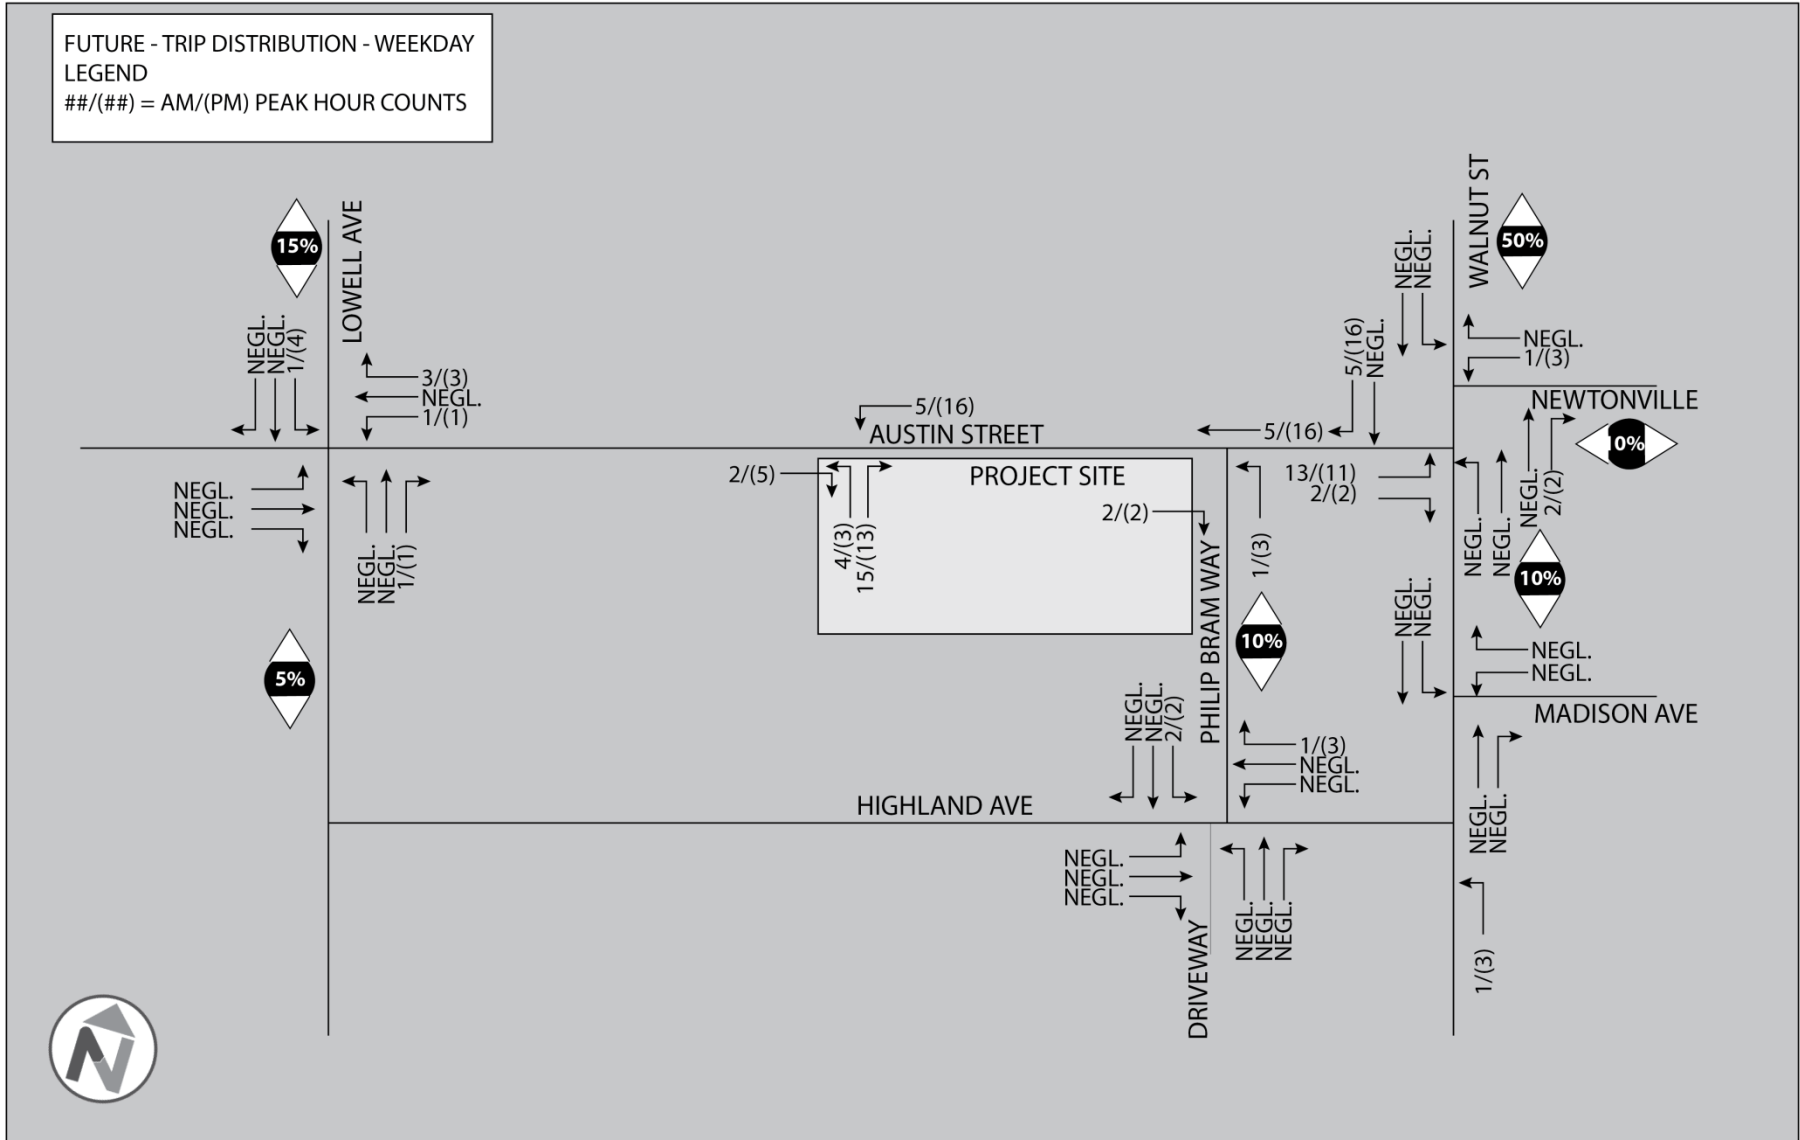 FUTURE - TRIP DISTRIBUTION - WEEKDAY
LEGEND
##/(##) = AM/(PM) PEAK HOUR COUNTS
15%
LOWELL AVE
NEGL.
NEGL.
1/(4)
3/(3)
NEGL.
1/(1)
NEGL.
NEGL.
NEGL.
NEGL.
NEGL.
1/(1)
5%
5/(16)
AUSTIN STREET
2/(5)
PROJECT SITE
4/(3)
15/(13)
2/(2)
5/(16)
5/(16)
NEGL.
NEGL.
NEGL.
WALNUT ST
50%
NEGL.
1/(3)
NEWTONVILLE
10%
13/(11)
2/(2)
NEGL.
NEGL.
NEGL.
2/(2)
10%
PHILIP BRAM WAY
1/(3)
10%
NEGL.
NEGL.
NEGL.
NEGL.
MADISON AVE
NEGL.
NEGL.
2/(2)
1/(3)
NEGL.
NEGL.
HIGHLAND AVE
NEGL.
NEGL.
NEGL.
NEGL.
NEGL.
NEGL.
DRIVEWAY
NEGL.
NEGL.
1/(3)
N